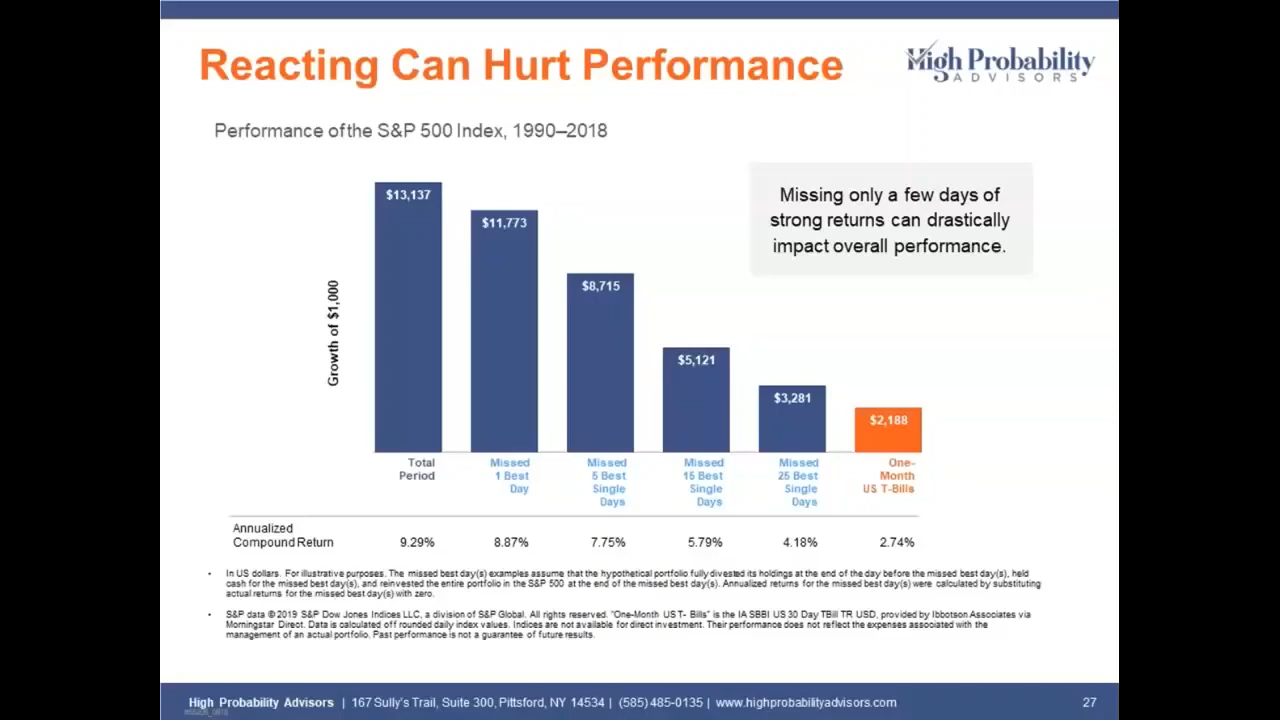 Reacting Can Hurt Performance
High Probability
ADVISORS
Performance of the S&P 500 Index, 1990–2018
Missing only a few days of
strong returns can drastically
impact overall performance.
Growth of $1,000
$13,137
$11,773
$8,715
$5,121
$3,281
$2,188
Total
Period
Missed
1 Best
Day
Missed
5 Best
Single
Days
Missed
15 Best
Single
Days
Missed
25 Best
Single
Days
One-
Month
US T-Bills
Annualized
Compound Return 9.29% 8.87% 7.75% 5.79% 4.18% 2.74%
• In US dollars. For illustrative purposes. The missed best day(s) examples assume that the hypothetical portfolio fully divested its holdings at the end of the day before the missed best day(s), held
cash for the missed best day(s), and reinvested the entire portfolio in the S&P 500 at the end of the missed best day(s). Annualized returns for the missed best day(s) were calculated by substituting
actual returns for the missed best day(s) with zero.
• S&P data © 2019 S&P Dow Jones Indices LLC, a division of S&P Global. All rights reserved. "One-Month US T- Bills" is the IA SBBI US 30 Day TBill TR USD, provided by Ibbotson Associates via
Morningstar Direct. Data is calculated off rounded daily index values. Indices are not available for direct investment. Their performance does not reflect the expenses associated with the
management of an actual portfolio. Past performance is not a guarantee of future results.
High Probability Advisors | 167 Sully's Trail, Suite 300, Pittsford, NY 14534 | (585) 485-0135 | www.highprobabilityadvisors.com 27